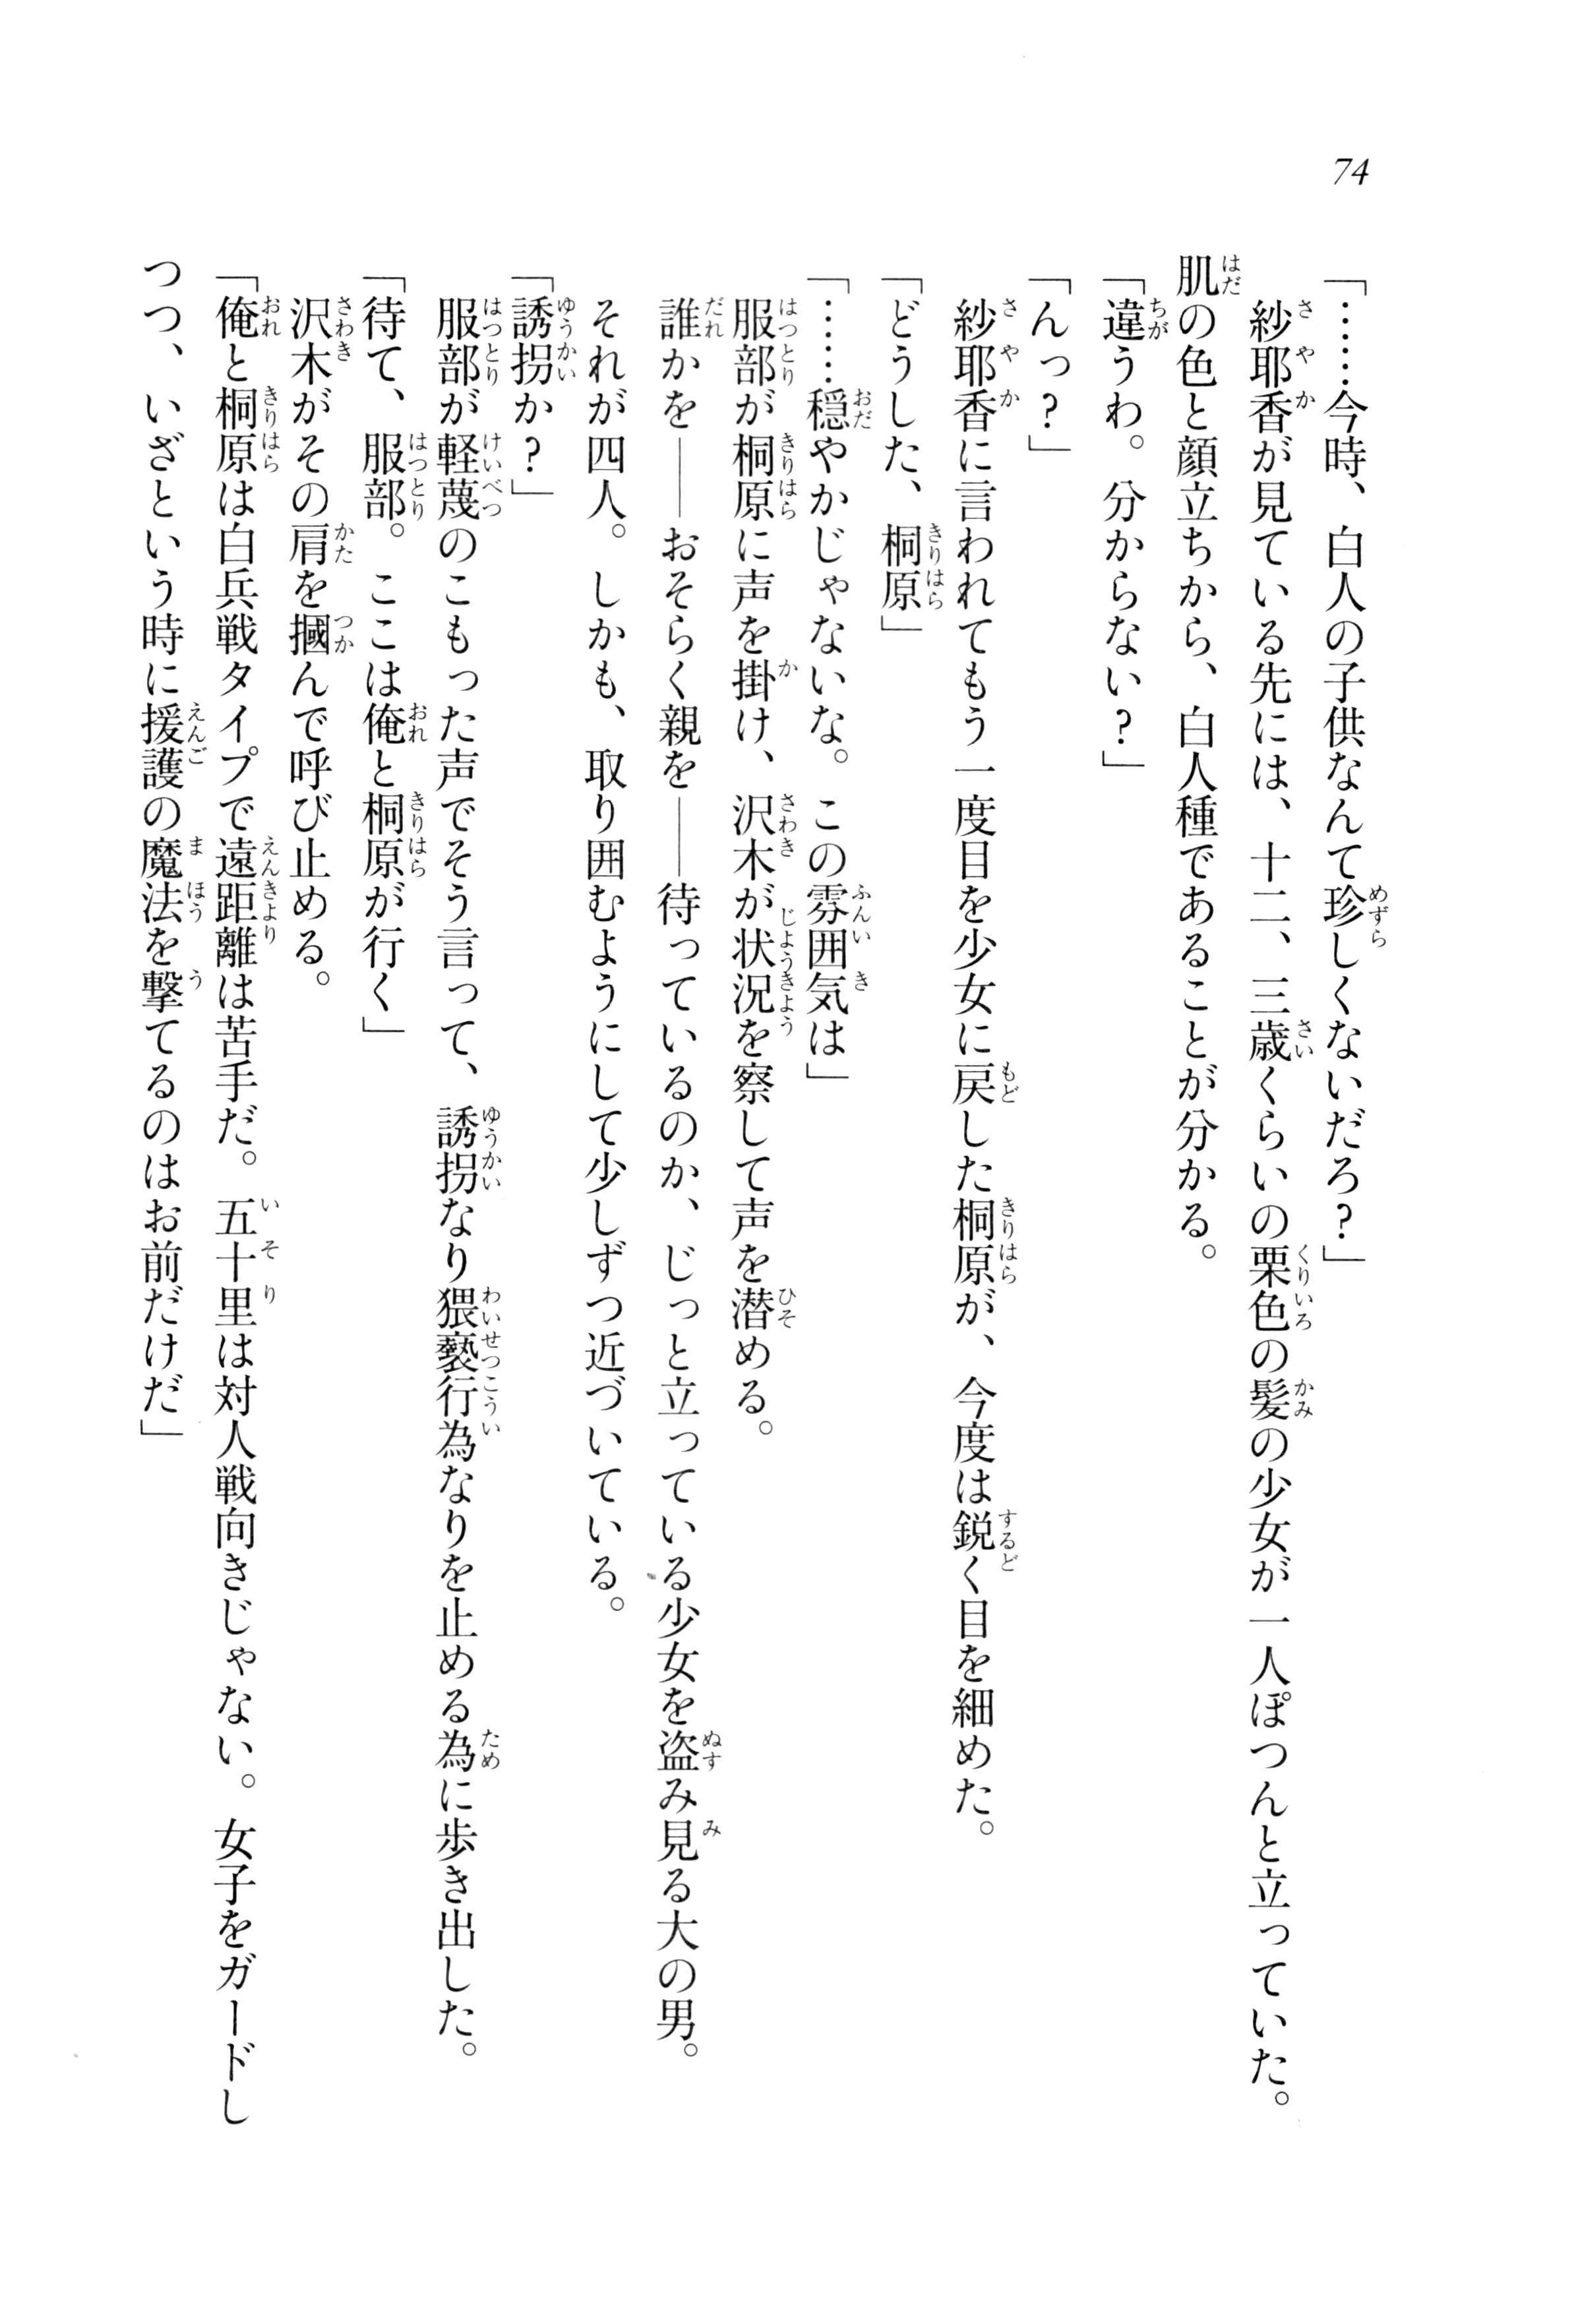 74
「……今時、白人の子供なんて珍しくないだろ?」
紗耶香が見ている先には、十二、三歳くらいの栗色の髪の少女が一人ぽつんと立っていた。
肌の色と顔立ちから、白人種であることが分かる。
「違うわ。分からない?」
「んっ?」
紗耶香に言われてもう一度目を少女に戻した桐原が、今度は鋭く目を細めた。
「どうした、桐原」
「……穏やかじゃないな。この雰囲気は」
服部が桐原に声を掛け、沢木が状況を察して声を潜める。
誰かを――おそらく親を――待っているのか、じっと立っている少女を盗み見る大の男。
それが四人。しかも、取り囲むようにして少しずつ近づいている。
「誘拐か?」
服部が軽蔑のこもった声でそう言って、誘拐なり猥褻行為なりを止める為に歩き出した。
「待て、服部。ここは俺と桐原が行く」
沢木がその肩を摑んで呼び止める。
「俺と桐原は白兵戦タイプで遠距離は苦手だ。五十里は対人戦向きじゃない。女子をガードし
つつ、いざという時に援護の魔法を撃てるのはお前だけだ」